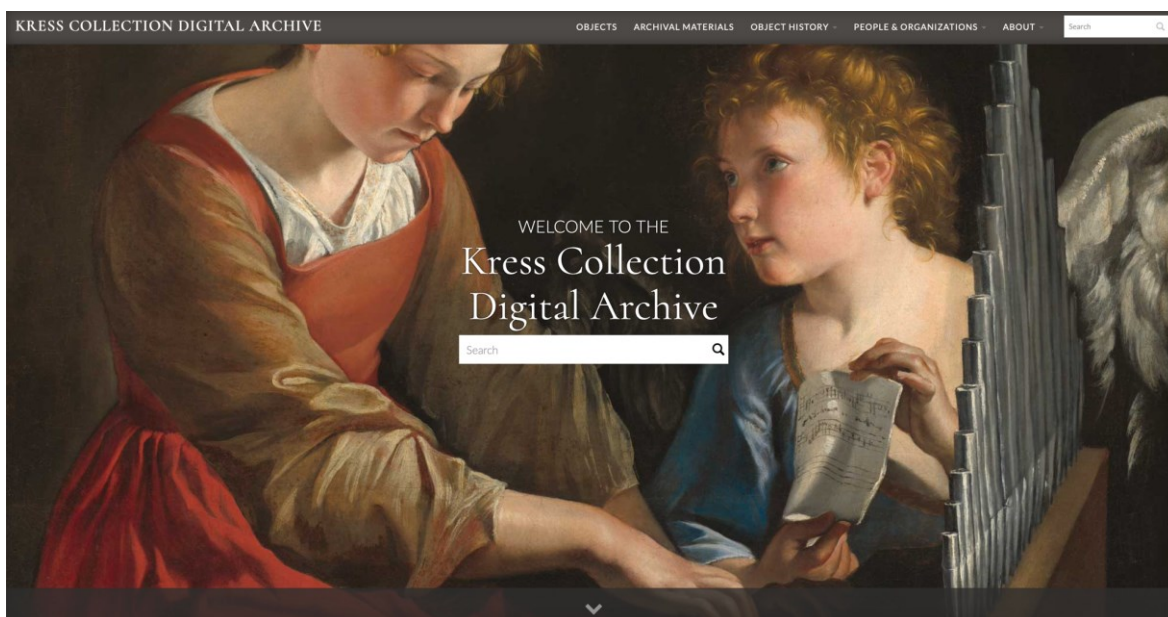 KRESS COLLECTION DIGITAL ARCHIVE
OBJECTS ARCHIVAL MATERIALS OBJECT HISTORY PEOPLE & ORGANIZATIONS ABOUT Search
WELCOME TO THE
Kress Collection
Digital Archive
Search